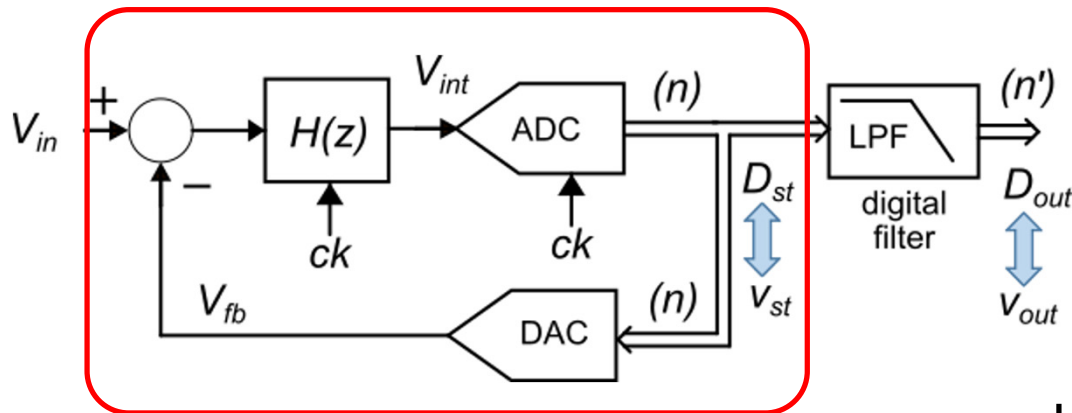 V_in
+
−
H(z)
ck
V_int
ADC
ck
(n)
D_st
v_st
LPF
digital
filter
(n')
D_out
v_out
V_fb
DAC
(n)